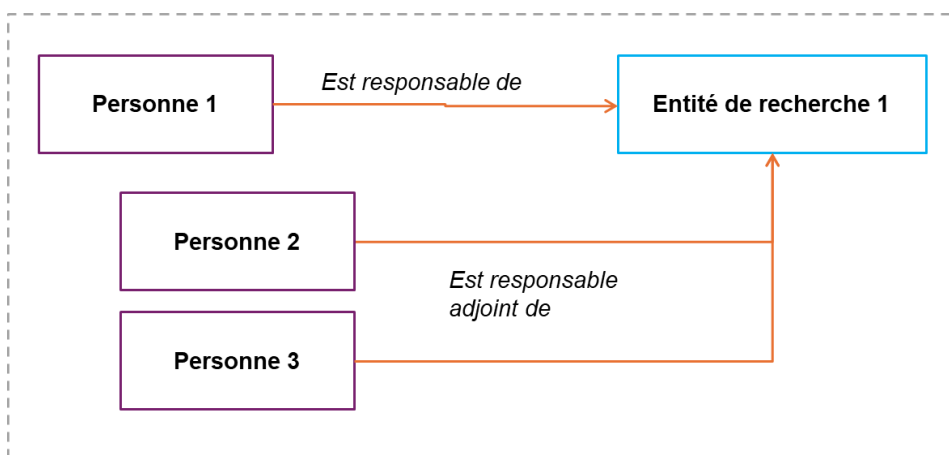 Personne 1
Est responsable de
Entité de recherche 1
Personne 2
Est responsable
adjoint de
Personne 3